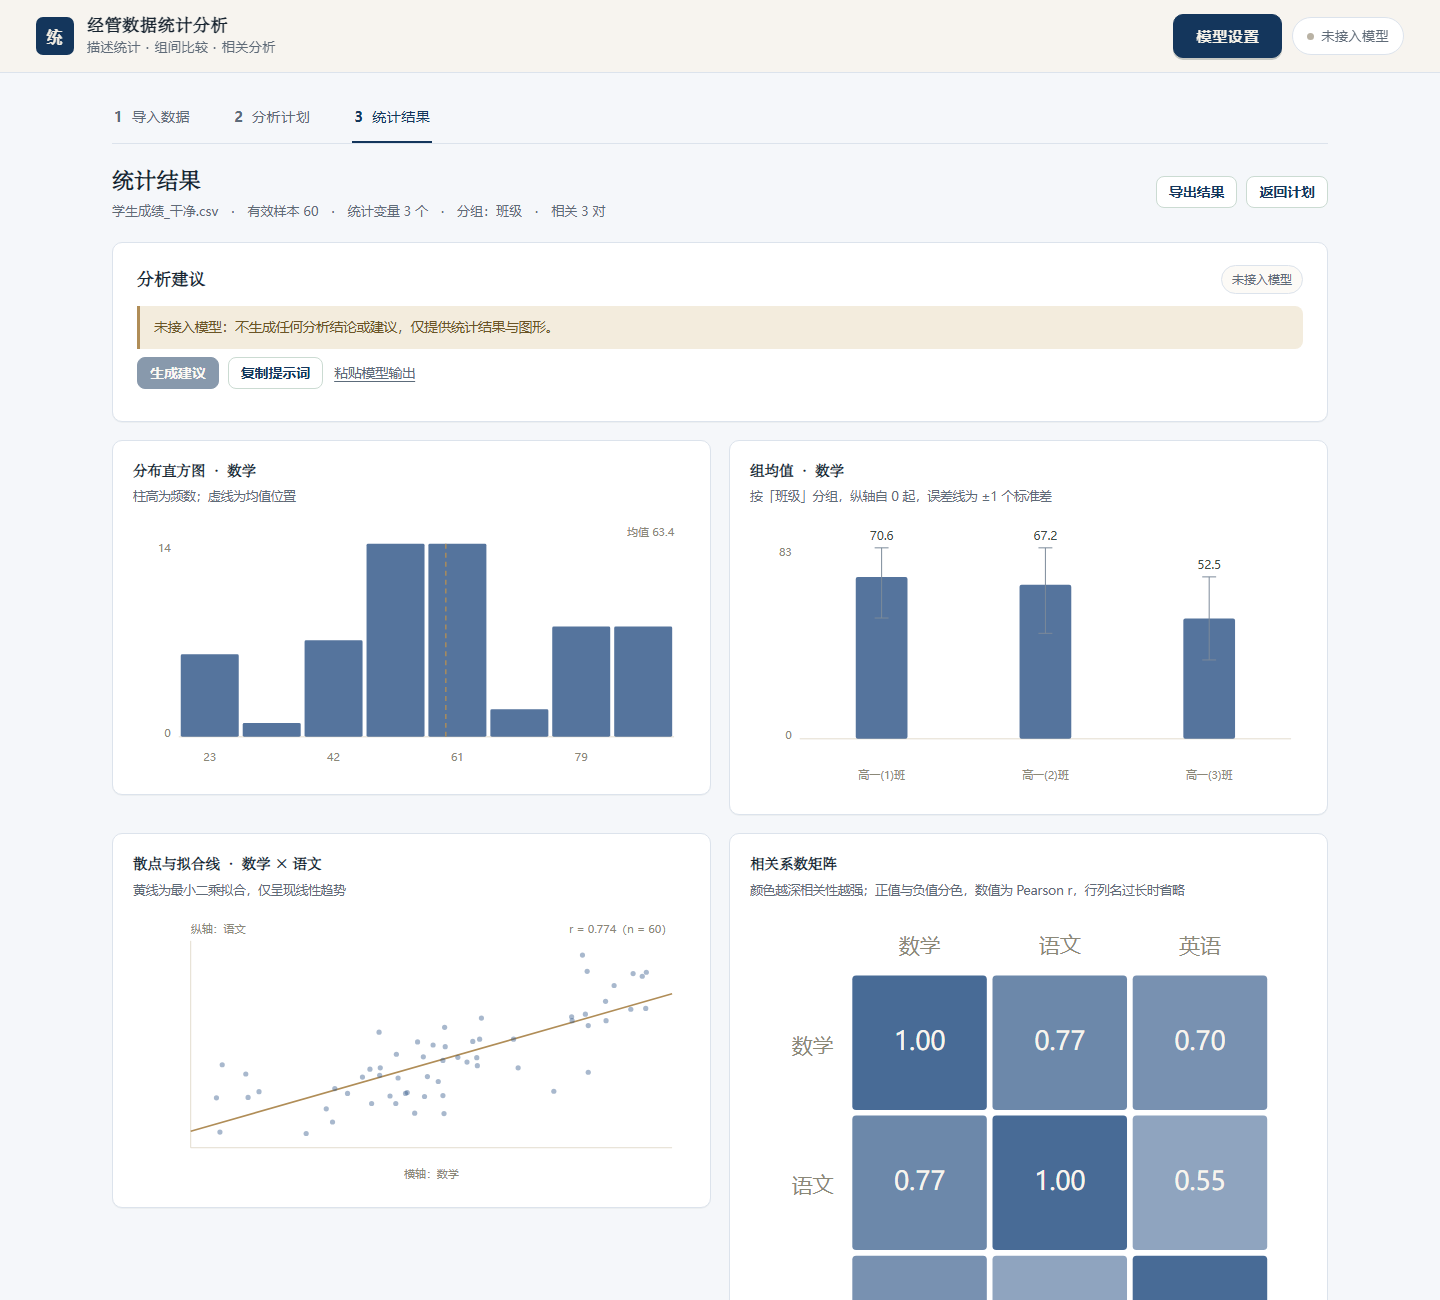 统
经管数据统计分析
描述统计 · 组间比较 · 相关分析
模型设置
未接入模型
1 导入数据
2 分析计划
3 统计结果
统计结果
学生成绩_干净.csv · 有效样本 60 · 统计变量 3 个 · 分组：班级 · 相关 3 对
导出结果
返回计划
分析建议
未接入模型
未接入模型：不生成任何分析结论或建议，仅提供统计结果与图形。
生成建议
复制提示词
粘贴模型输出
分布直方图 · 数学
柱高为频数；虚线为均值位置
均值 63.4
14
0
23
42
61
79
组均值 · 数学
按「班级」分组，纵轴自 0 起，误差线为 ±1 个标准差
83
0
70.6
67.2
52.5
高一(1)班
高一(2)班
高一(3)班
散点与拟合线 · 数学 × 语文
黄线为最小二乘拟合，仅呈现线性趋势
纵轴：语文
r = 0.774（n = 60）
横轴：数学
相关系数矩阵
颜色越深相关性越强；正值与负值分色，数值为 Pearson r，行列名过长时省略
数学 语文 英语
数学 1.00 0.77 0.70
语文 0.77 1.00 0.55